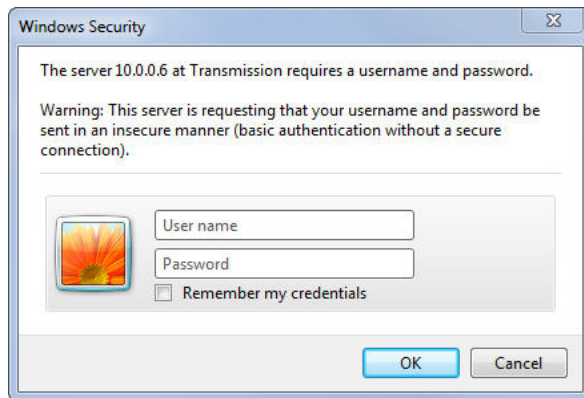 Windows Security
The server 10.0.0.6 at Transmission requires a username and password.
Warning: This server is requesting that your username and password be
sent in an insecure manner (basic authentication without a secure
connection).
User name
Password
Remember my credentials
OK Cancel